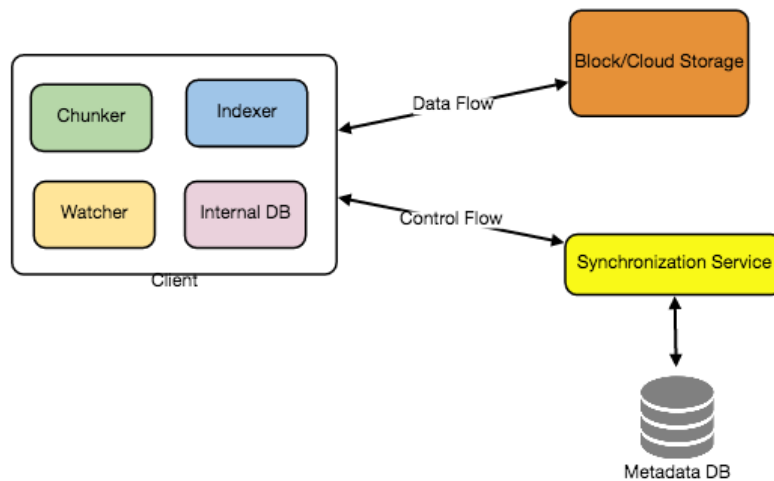 Block/Cloud Storage
Chunker
Indexer
Data Flow
Watcher
Internal DB
Control Flow
Client
Synchronization Service
Metadata DB